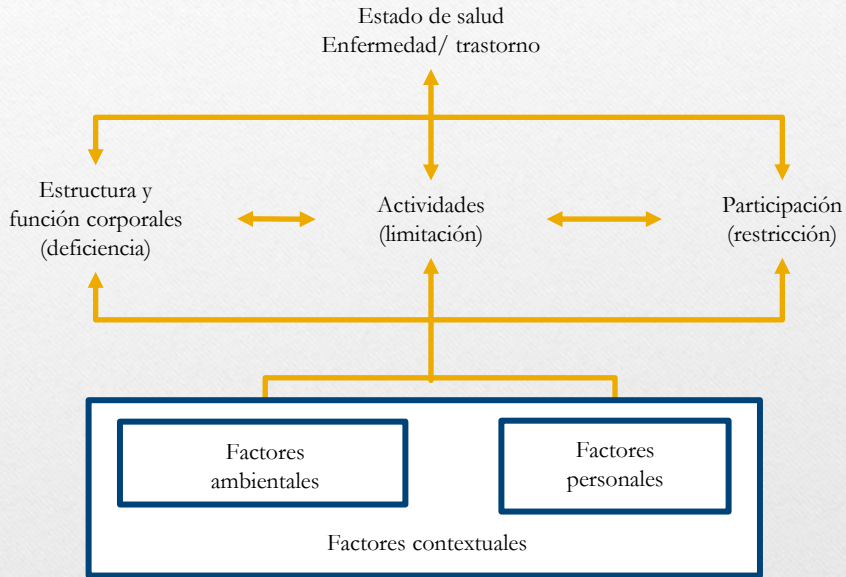 Estado de salud
Enfermedad/ trastorno
Estructura y
función corporales
(deficiencia)
Actividades
(limitación)
Participación
(restricción)
Factores
ambientales
Factores
personales
Factores contextuales